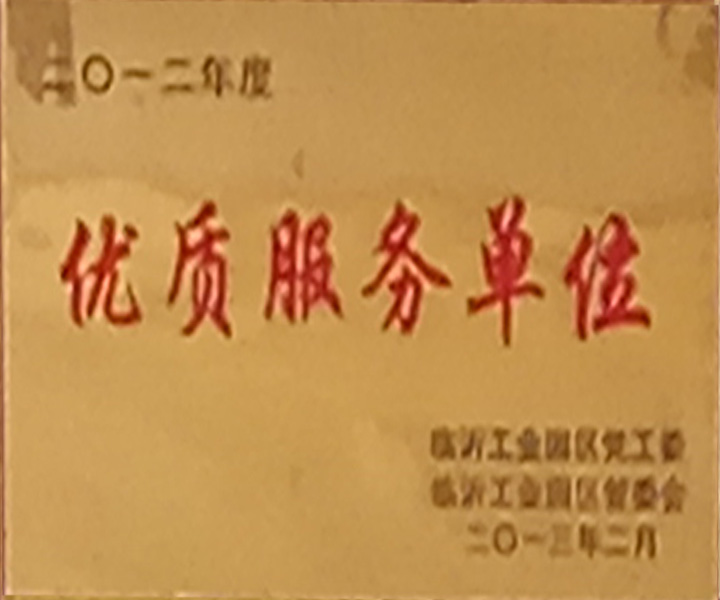 二〇一二年度
优质服务单位
临沂工业园区党工委
临沂工业园区管委会
二〇一三年二月